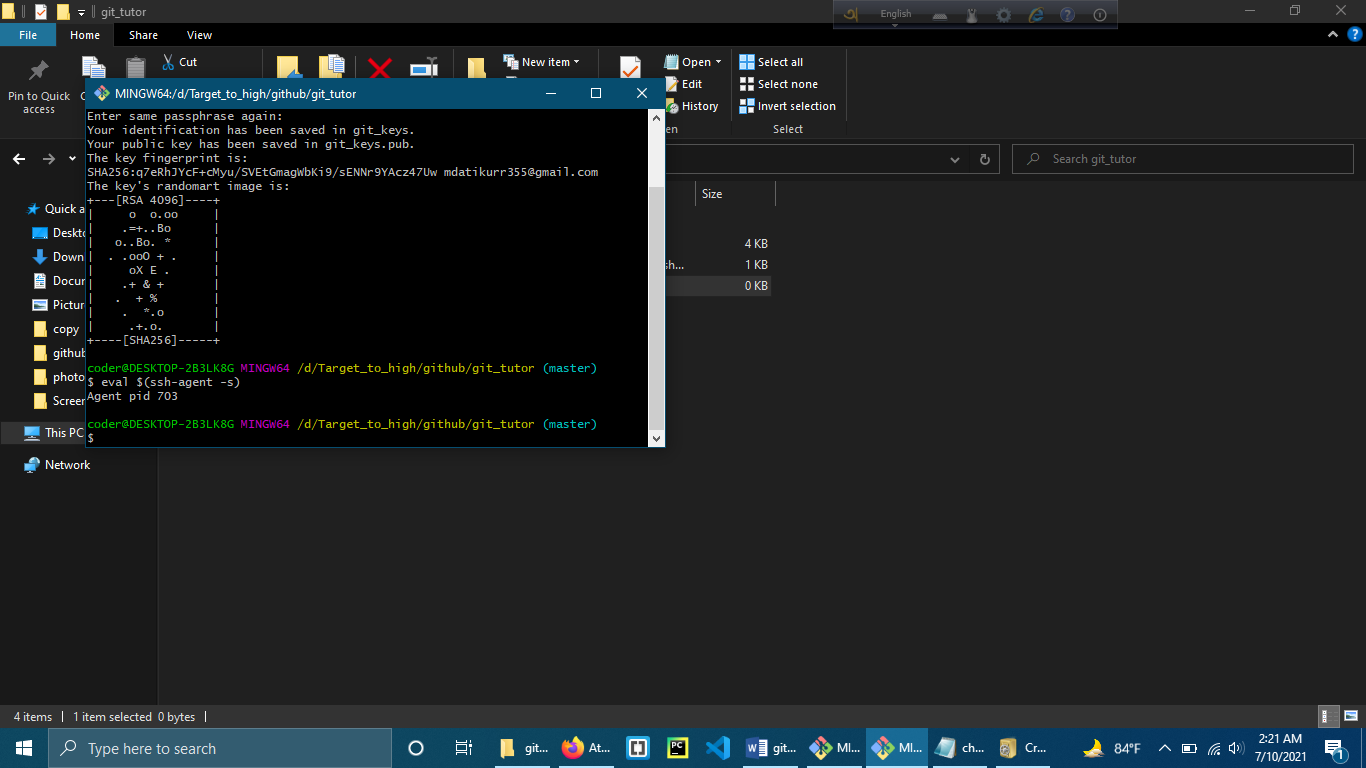 git_tutor
English
File Home Share View
Pin to Quick access
Cut
New item
Open
Edit
History
Select all
Select none
Invert selection
Select
MINGW64:/d/Target_to_high/github/git_tutor
Enter same passphrase again:
Your identification has been saved in git_keys.
Your public key has been saved in git_keys.pub.
The key fingerprint is:
SHA256:q7eRhJYcF+cMyu/SVEtGmagWbKi9/sENNr9YAcz47Uw mdatikurr355@gmail.com
The key's randomart image is:
+---[RSA 4096]----+
|     o  o.oo     |
|    .=+..Bo      |
|   o..Bo. *      |
|  . .ooO + .     |
|     oX E .      |
|    .+ & +       |
|   .  + %        |
|    .  *.o       |
|     .+.o.       |
+----[SHA256]-----+
coder@DESKTOP-2B3LK8G MINGW64 /d/Target_to_high/github/git_tutor (master)
$ eval $(ssh-agent -s)
Agent pid 703
coder@DESKTOP-2B3LK8G MINGW64 /d/Target_to_high/github/git_tutor (master)
$
Search git_tutor
Size
4 KB
sh... 1 KB
0 KB
Quick a
Deskto
Down
Docur
Pictur
copy
github
photo
Screer
This PC
Network
4 items 1 item selected 0 bytes
Type here to search
git...
At...
git...
MI...
MI...
ch...
Cr...
84°F
2:21 AM
7/10/2021
1